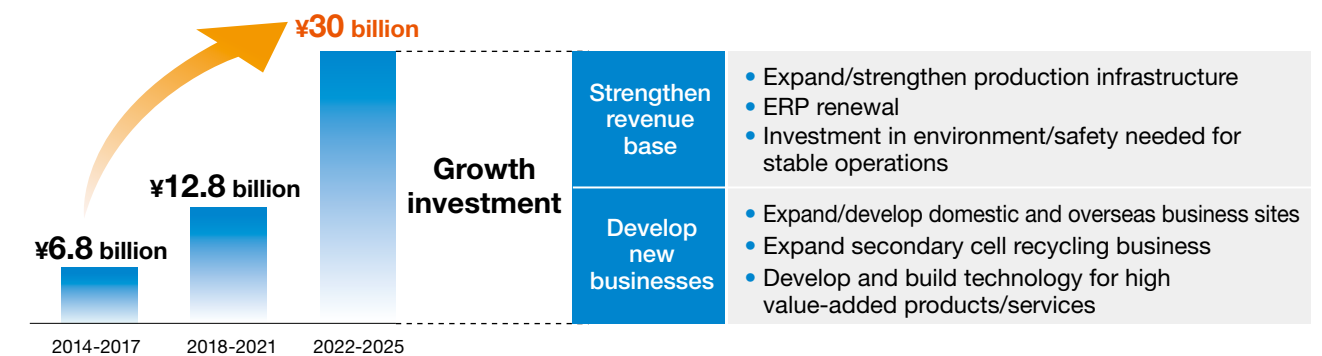 ¥30 billion
¥12.8 billion
¥6.8 billion
2014-2017
2018-2021
2022-2025
Growth
investment
Strengthen
revenue
base
• Expand/strengthen production infrastructure
• ERP renewal
• Investment in environment/safety needed for
stable operations
Develop
new
businesses
• Expand/develop domestic and overseas business sites
• Expand secondary cell recycling business
• Develop and build technology for high
value-added products/services